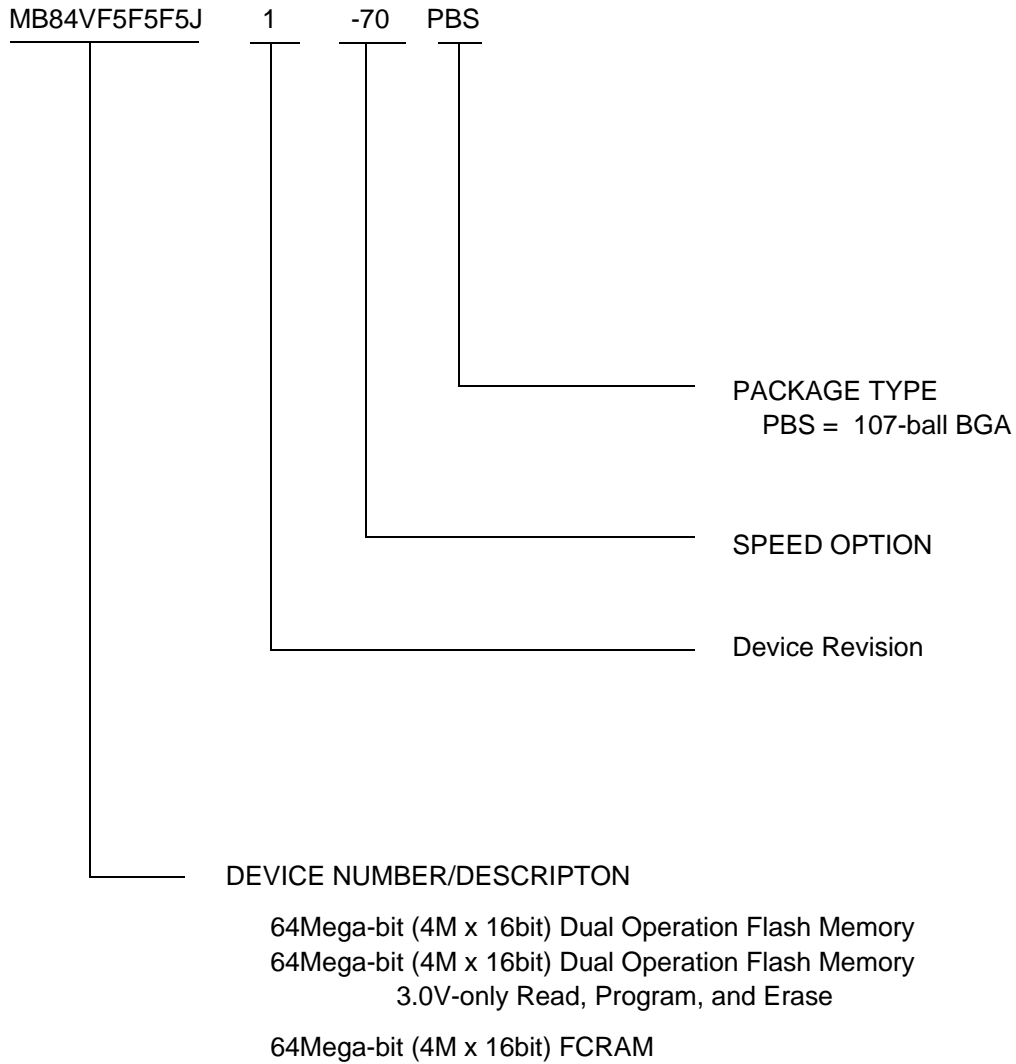 MB84VF5F5F5J 1 -70 PBS
PACKAGE TYPE
PBS = 107-ball BGA
SPEED OPTION
Device Revision
DEVICE NUMBER/DESCRIPTON
64Mega-bit (4M x 16bit) Dual Operation Flash Memory
64Mega-bit (4M x 16bit) Dual Operation Flash Memory
3.0V-only Read, Program, and Erase
64Mega-bit (4M x 16bit) FCRAM